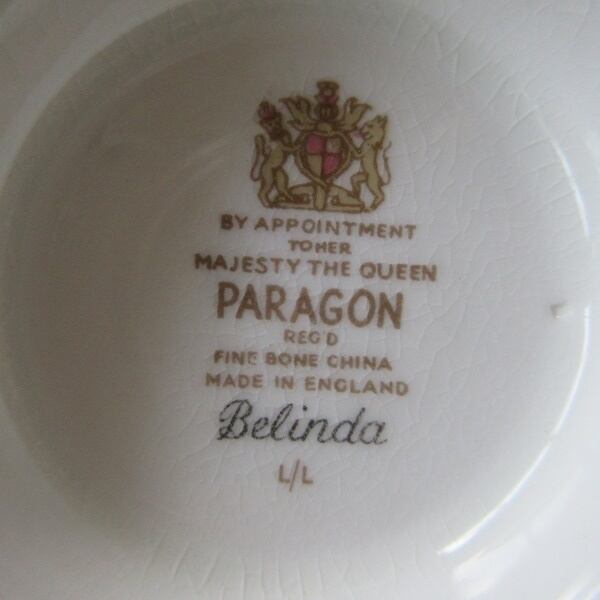 BY APPOINTMENT
TO HER
MAJESTY THE QUEEN
PARAGON
REG'D
FINE BONE CHINA
MADE IN ENGLAND
Belinda
L/L